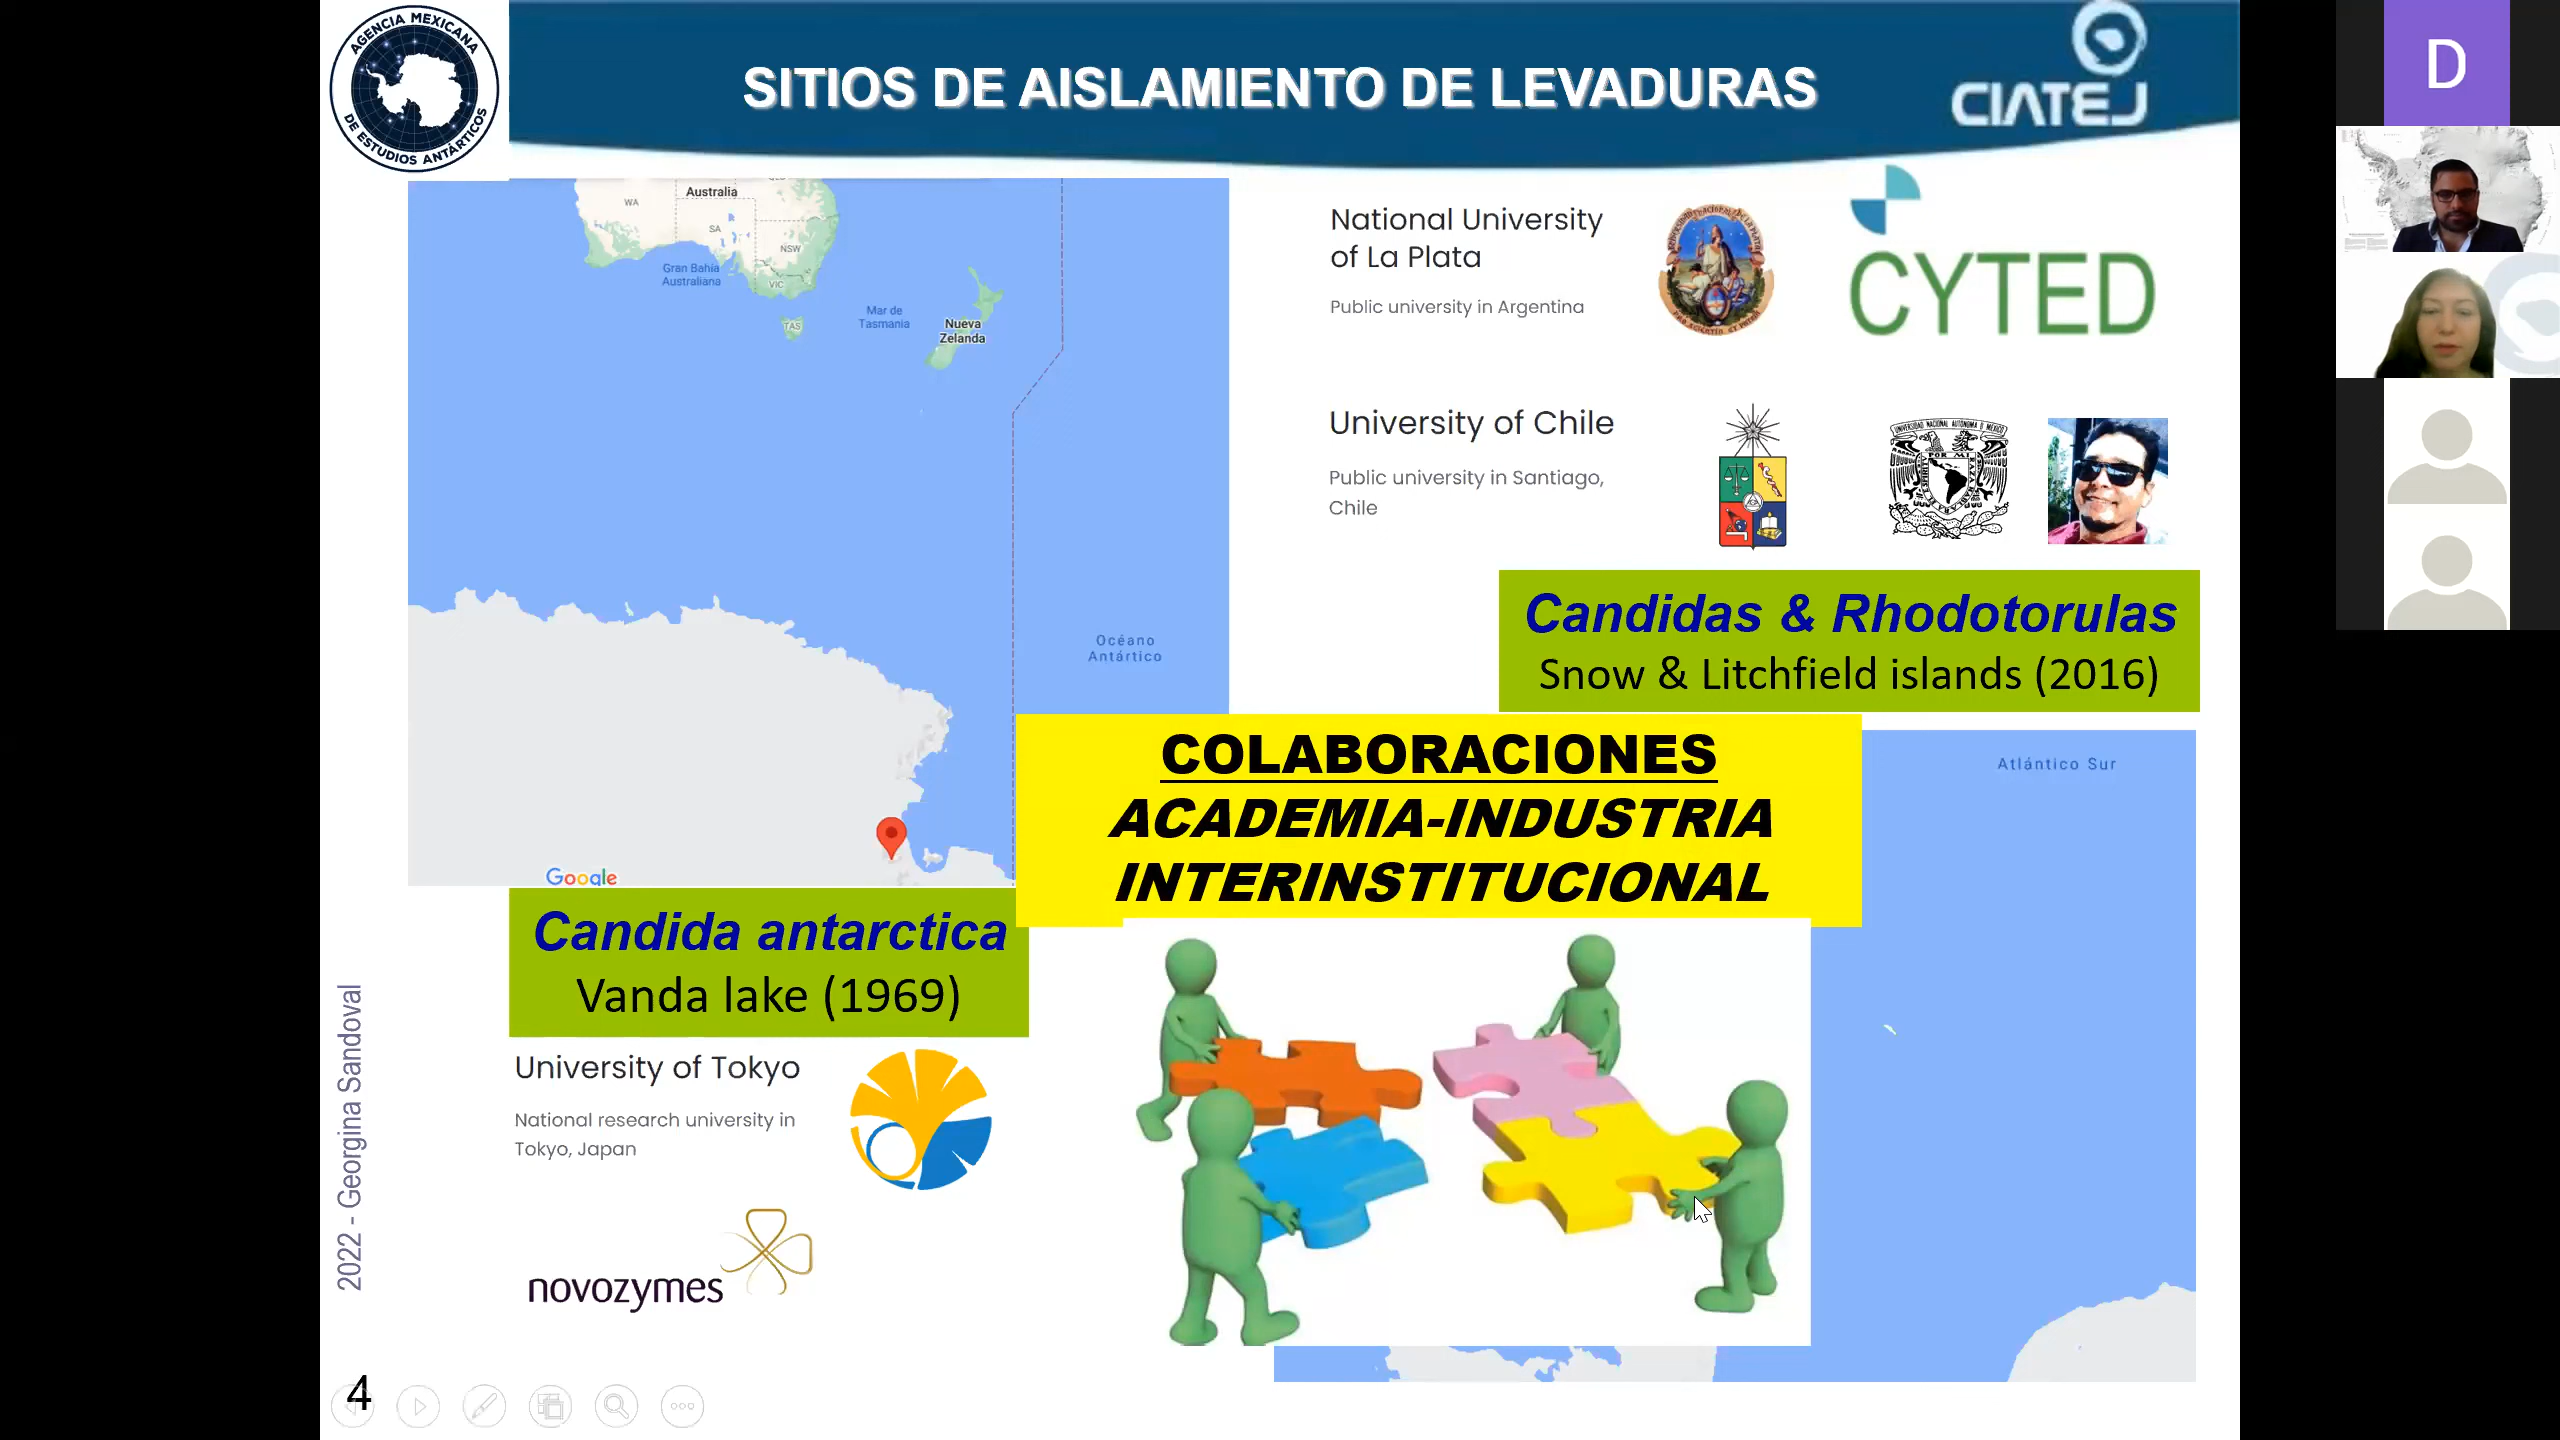 AGENCIA MEXICANA
DE ESTUDIOS ANTÁRTICOS
SITIOS DE AISLAMIENTO DE LEVADURAS
CIATEJ
D
Australia
WA
SA
NSW
VIC
TAS
Gran Bahía
Australiana
Mar de
Tasmania
Nueva
Zelanda
Océano
Antártico
Google
National University
of La Plata
Public university in Argentina
CYTED
University of Chile
Public university in Santiago,
Chile
Candidas & Rhodotorulas
Snow & Litchfield islands (2016)
COLABORACIONES
ACADEMIA-INDUSTRIA
INTERINSTITUCIONAL
Atlántico Sur
Candida antarctica
Vanda lake (1969)
University of Tokyo
National research university in
Tokyo, Japan
novozymes
2022 - Georgina Sandoval
4